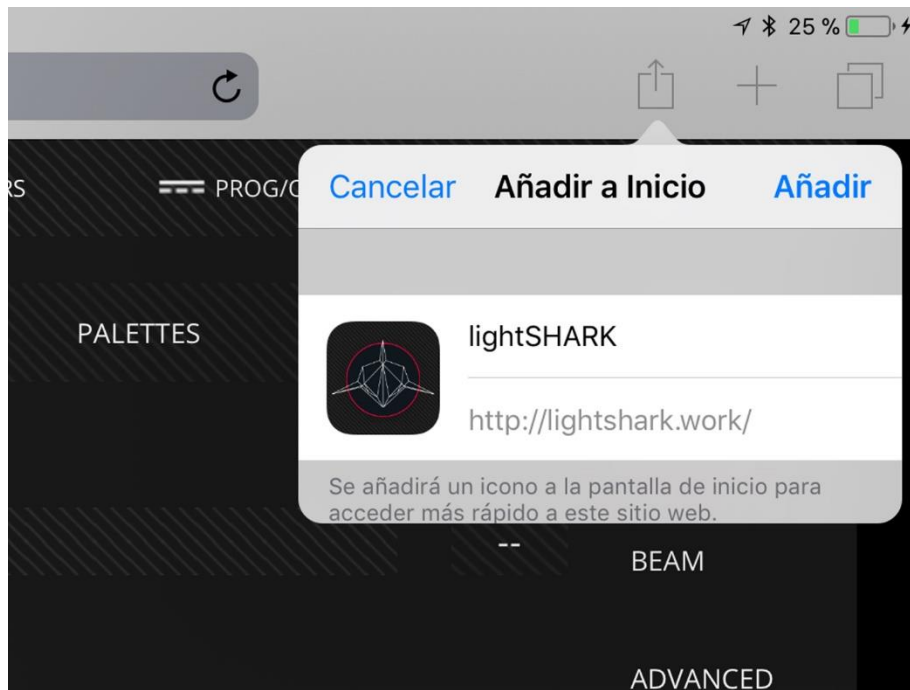 25 %
RS
PROG/C
Cancelar
Añadir a Inicio
Añadir
PALETTES
lightSHARK
http://lightshark.work/
Se añadirá un icono a la pantalla de inicio para
acceder más rápido a este sitio web.
--
BEAM
ADVANCED